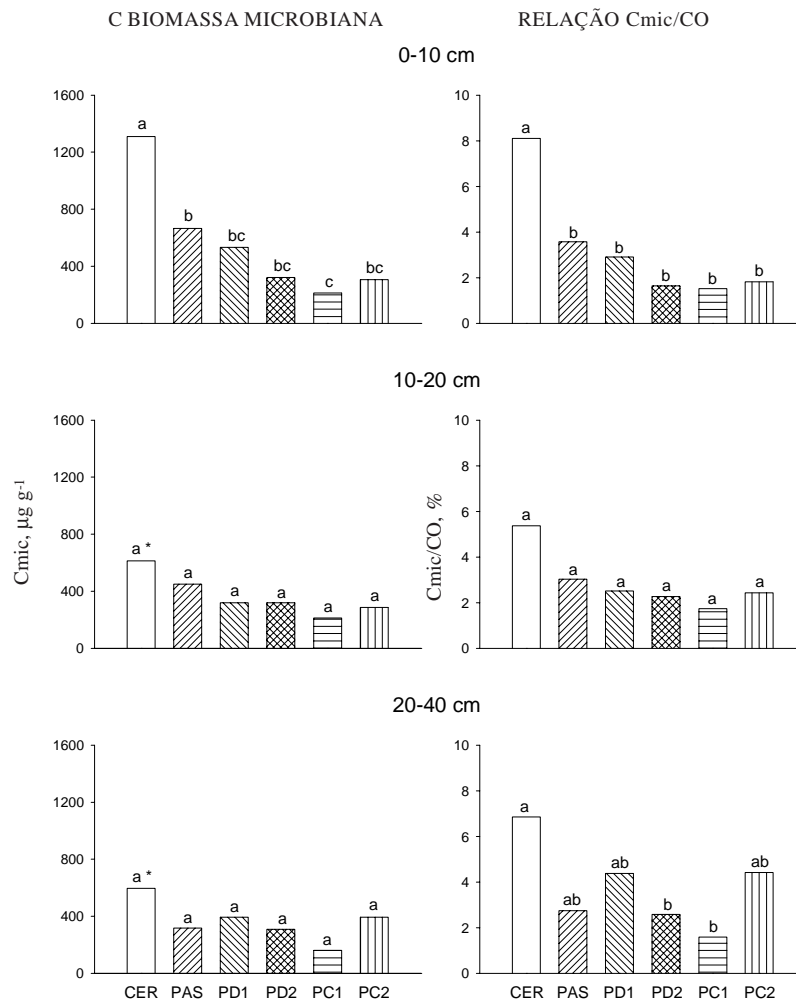 C BIOMASSA MICROBIANA RELAÇÃO Cmic/CO
0-10 cm
1600
1200
800
400
0
a
b
bc
bc
c
bc
10
8
6
4
2
0
a
b
b
b
b
b
10-20 cm
Cmic, µg g-1
1600
1200
800
400
0
a *
a
a
a
a
a
Cmic/CO, %
10
8
6
4
2
0
a
a
a
a
a
a
20-40 cm
1600
1200
800
400
0
a *
a
a
a
a
a
CER PAS PD1 PD2 PC1 PC2
10
8
6
4
2
0
a
ab
ab
b
b
ab
CER PAS PD1 PD2 PC1 PC2